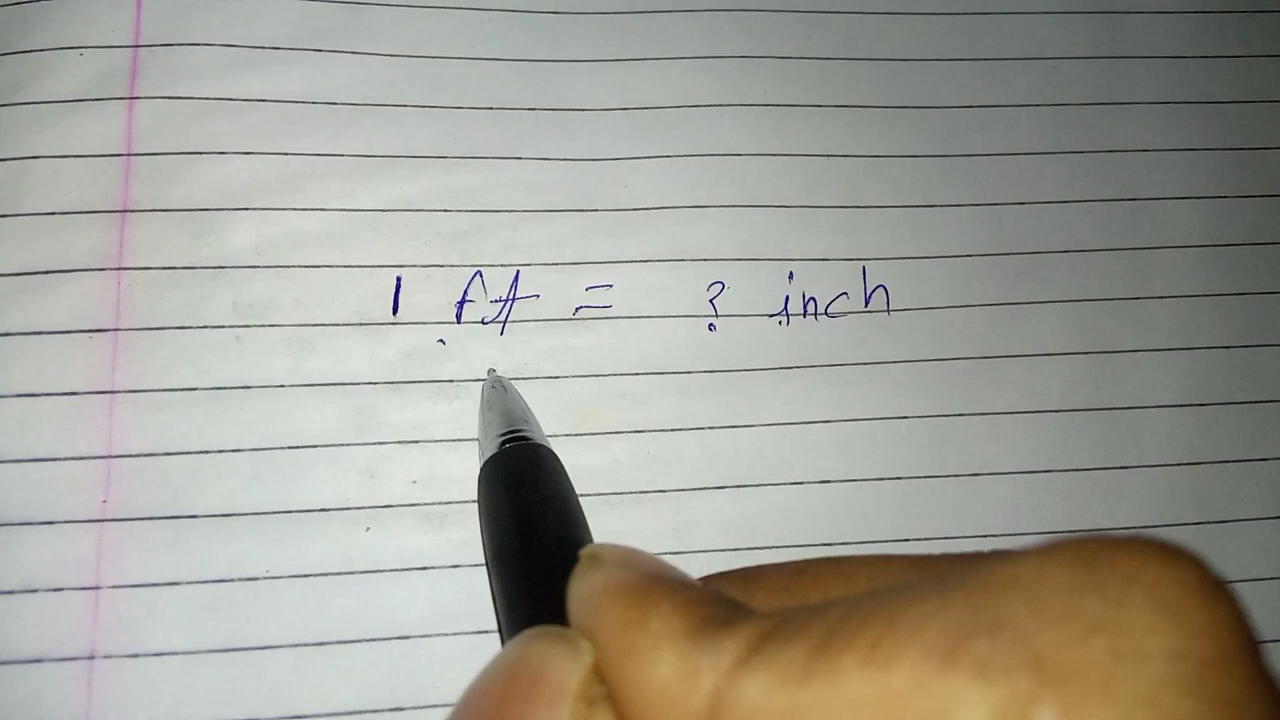 1 ft = ? inch